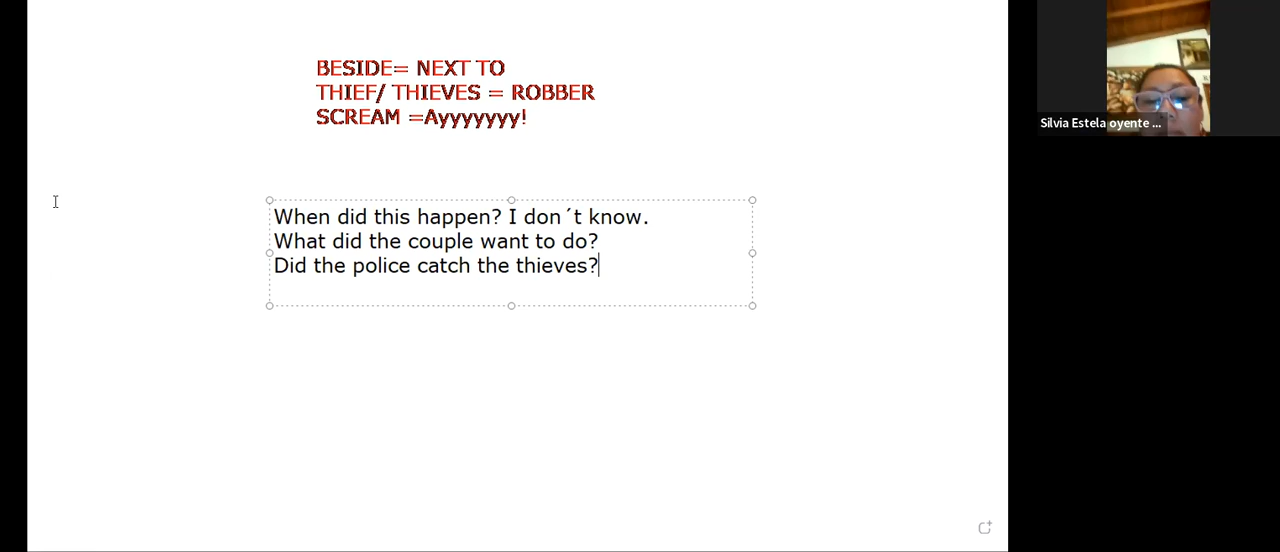 BESIDE= NEXT TO
THIEF/ THIEVES = ROBBER
SCREAM =Ayyyyyyy!
When did this happen? I don´t know.
What did the couple want to do?
Did the police catch the thieves?
Silvia Estela oyente ...